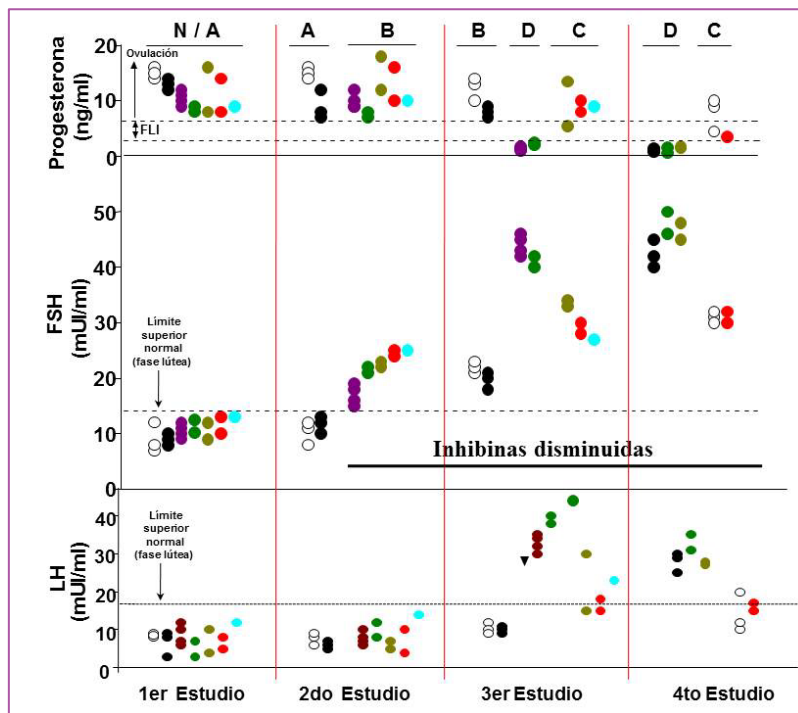 N / A
A
B
B
D
C
D
C
Progesterona
(ng/ml)
20
10
0
Ovulación
FLI
FSH
(mUI/ml)
50
40
30
20
10
0
Límite
superior
normal
(fase lútea)
Inhibinas disminuidas
LH
(mUI/ml)
40
30
20
10
0
Límite
superior
normal
(fase lútea)
1er Estudio
2do Estudio
3er Estudio
4to Estudio